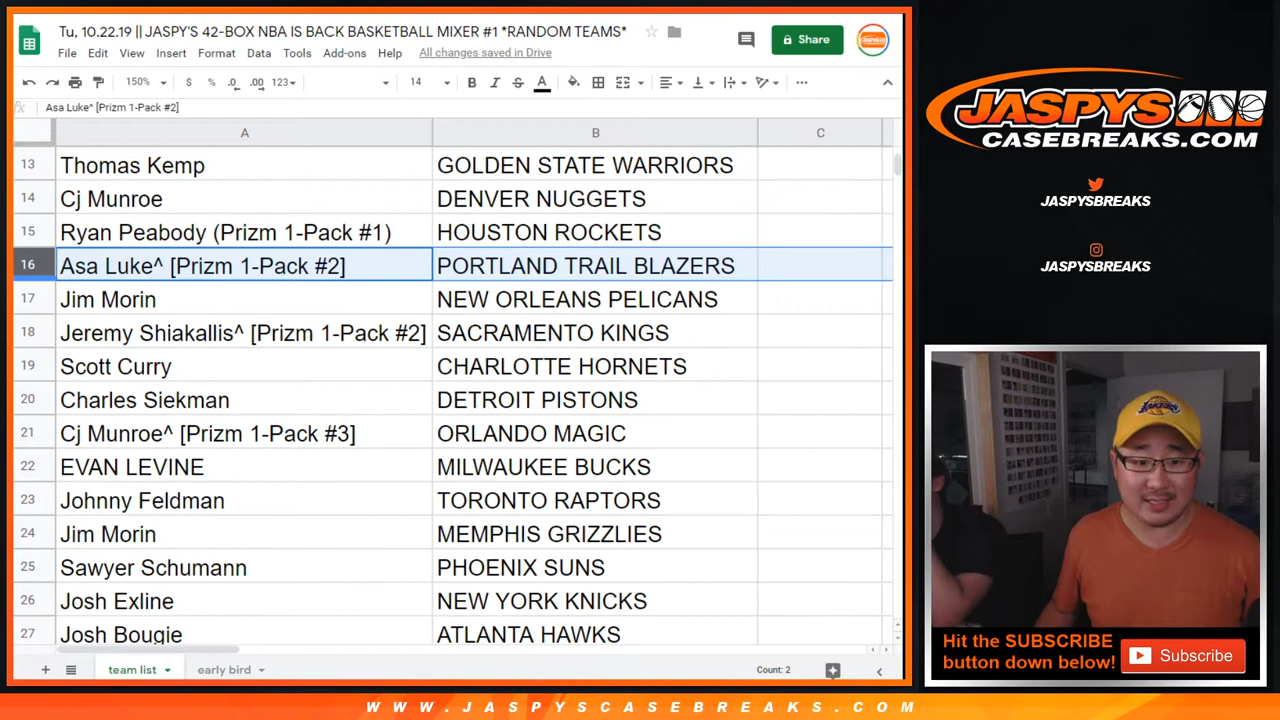 Tu, 10.22.19 || JASPY'S 42-BOX NBA IS BACK BASKETBALL MIXER #1 *RANDOM TEAMS*
File Edit View Insert Format Data Tools Add-ons Help All changes saved in Drive
Share
150% $ % .0 .00 123 14 B I S A
fx Asa Luke^ [Prizm 1-Pack #2]
A B C
13 Thomas Kemp GOLDEN STATE WARRIORS
14 Cj Munroe DENVER NUGGETS
15 Ryan Peabody (Prizm 1-Pack #1) HOUSTON ROCKETS
16 Asa Luke^ [Prizm 1-Pack #2] PORTLAND TRAIL BLAZERS
17 Jim Morin NEW ORLEANS PELICANS
18 Jeremy Shiakallis^ [Prizm 1-Pack #2] SACRAMENTO KINGS
19 Scott Curry CHARLOTTE HORNETS
20 Charles Siekman DETROIT PISTONS
21 Cj Munroe^ [Prizm 1-Pack #3] ORLANDO MAGIC
22 EVAN LEVINE MILWAUKEE BUCKS
23 Johnny Feldman TORONTO RAPTORS
24 Jim Morin MEMPHIS GRIZZLIES
25 Sawyer Schumann PHOENIX SUNS
26 Josh Exline NEW YORK KNICKS
27 Josh Bougie ATLANTA HAWKS
team list early bird Count: 2
JASPYS
CASEBREAKS.COM
JASPYSBREAKS
JASPYSBREAKS
LAKERS
Hit the SUBSCRIBE
button down below!
Subscribe
WWW.JASPYSCASEBREAKS.COM